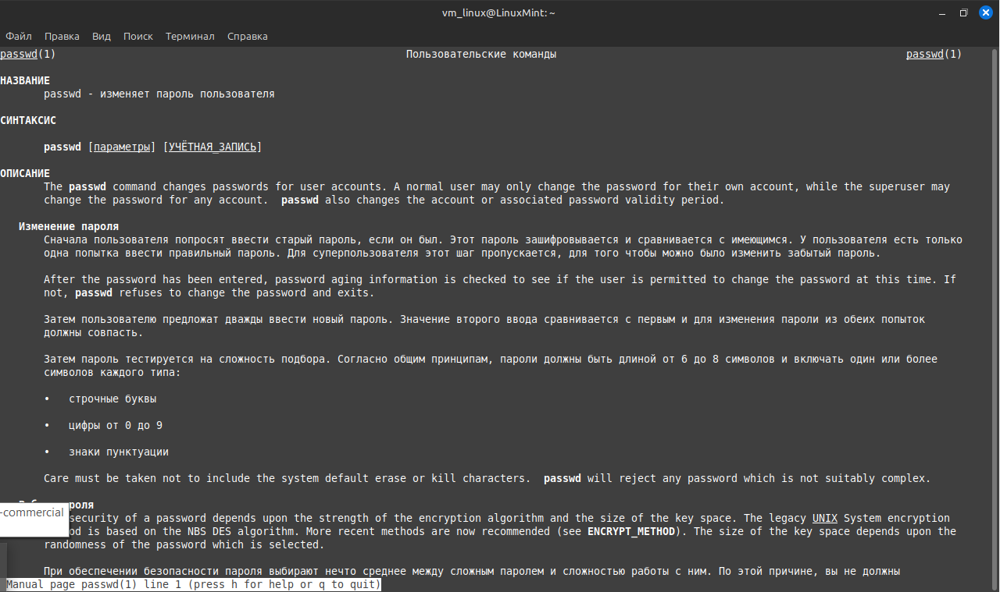 vm_linux@LinuxMint: ~
Файл Правка Вид Поиск Терминал Справка
passwd(1) Пользовательские команды passwd(1)
НАЗВАНИЕ
passwd - изменяет пароль пользователя
СИНТАКСИС
passwd [параметры] [УЧЁТНАЯ_ЗАПИСЬ]
ОПИСАНИЕ
The passwd command changes passwords for user accounts. A normal user may only change the password for their own account, while the superuser may
change the password for any account. passwd also changes the account or associated password validity period.
Изменение пароля
Сначала пользователя попросят ввести старый пароль, если он был. Этот пароль зашифровывается и сравнивается с имеющимся. У пользователя есть только
одна попытка ввести правильный пароль. Для суперпользователя этот шаг пропускается, для того чтобы можно было изменить забытый пароль.
After the password has been entered, password aging information is checked to see if the user is permitted to change the password at this time. If
not, passwd refuses to change the password and exits.
Затем пользователю предложат дважды ввести новый пароль. Значение второго ввода сравнивается с первым и для изменения пароли из обеих попыток
должны совпасть.
Затем пароль тестируется на сложность подбора. Согласно общим принципам, пароли должны быть длиной от 6 до 8 символов и включать один или более
символов каждого типа:
• строчные буквы
• цифры от 0 до 9
• знаки пунктуации
Care must be taken not to include the system default erase or kill characters. passwd will reject any password which is not suitably complex.
-commercial
security of a password depends upon the strength of the encryption algorithm and the size of the key space. The legacy UNIX System encryption
is based on the NBS DES algorithm. More recent methods are now recommended (see ENCRYPT_METHOD). The size of the key space depends upon the
randomness of the password which is selected.
При обеспечении безопасности пароля выбирают нечто среднее между сложным паролем и сложностью работы с ним. По этой причине, вы не должны
Manual page passwd(1) line 1 (press h for help or q to quit)